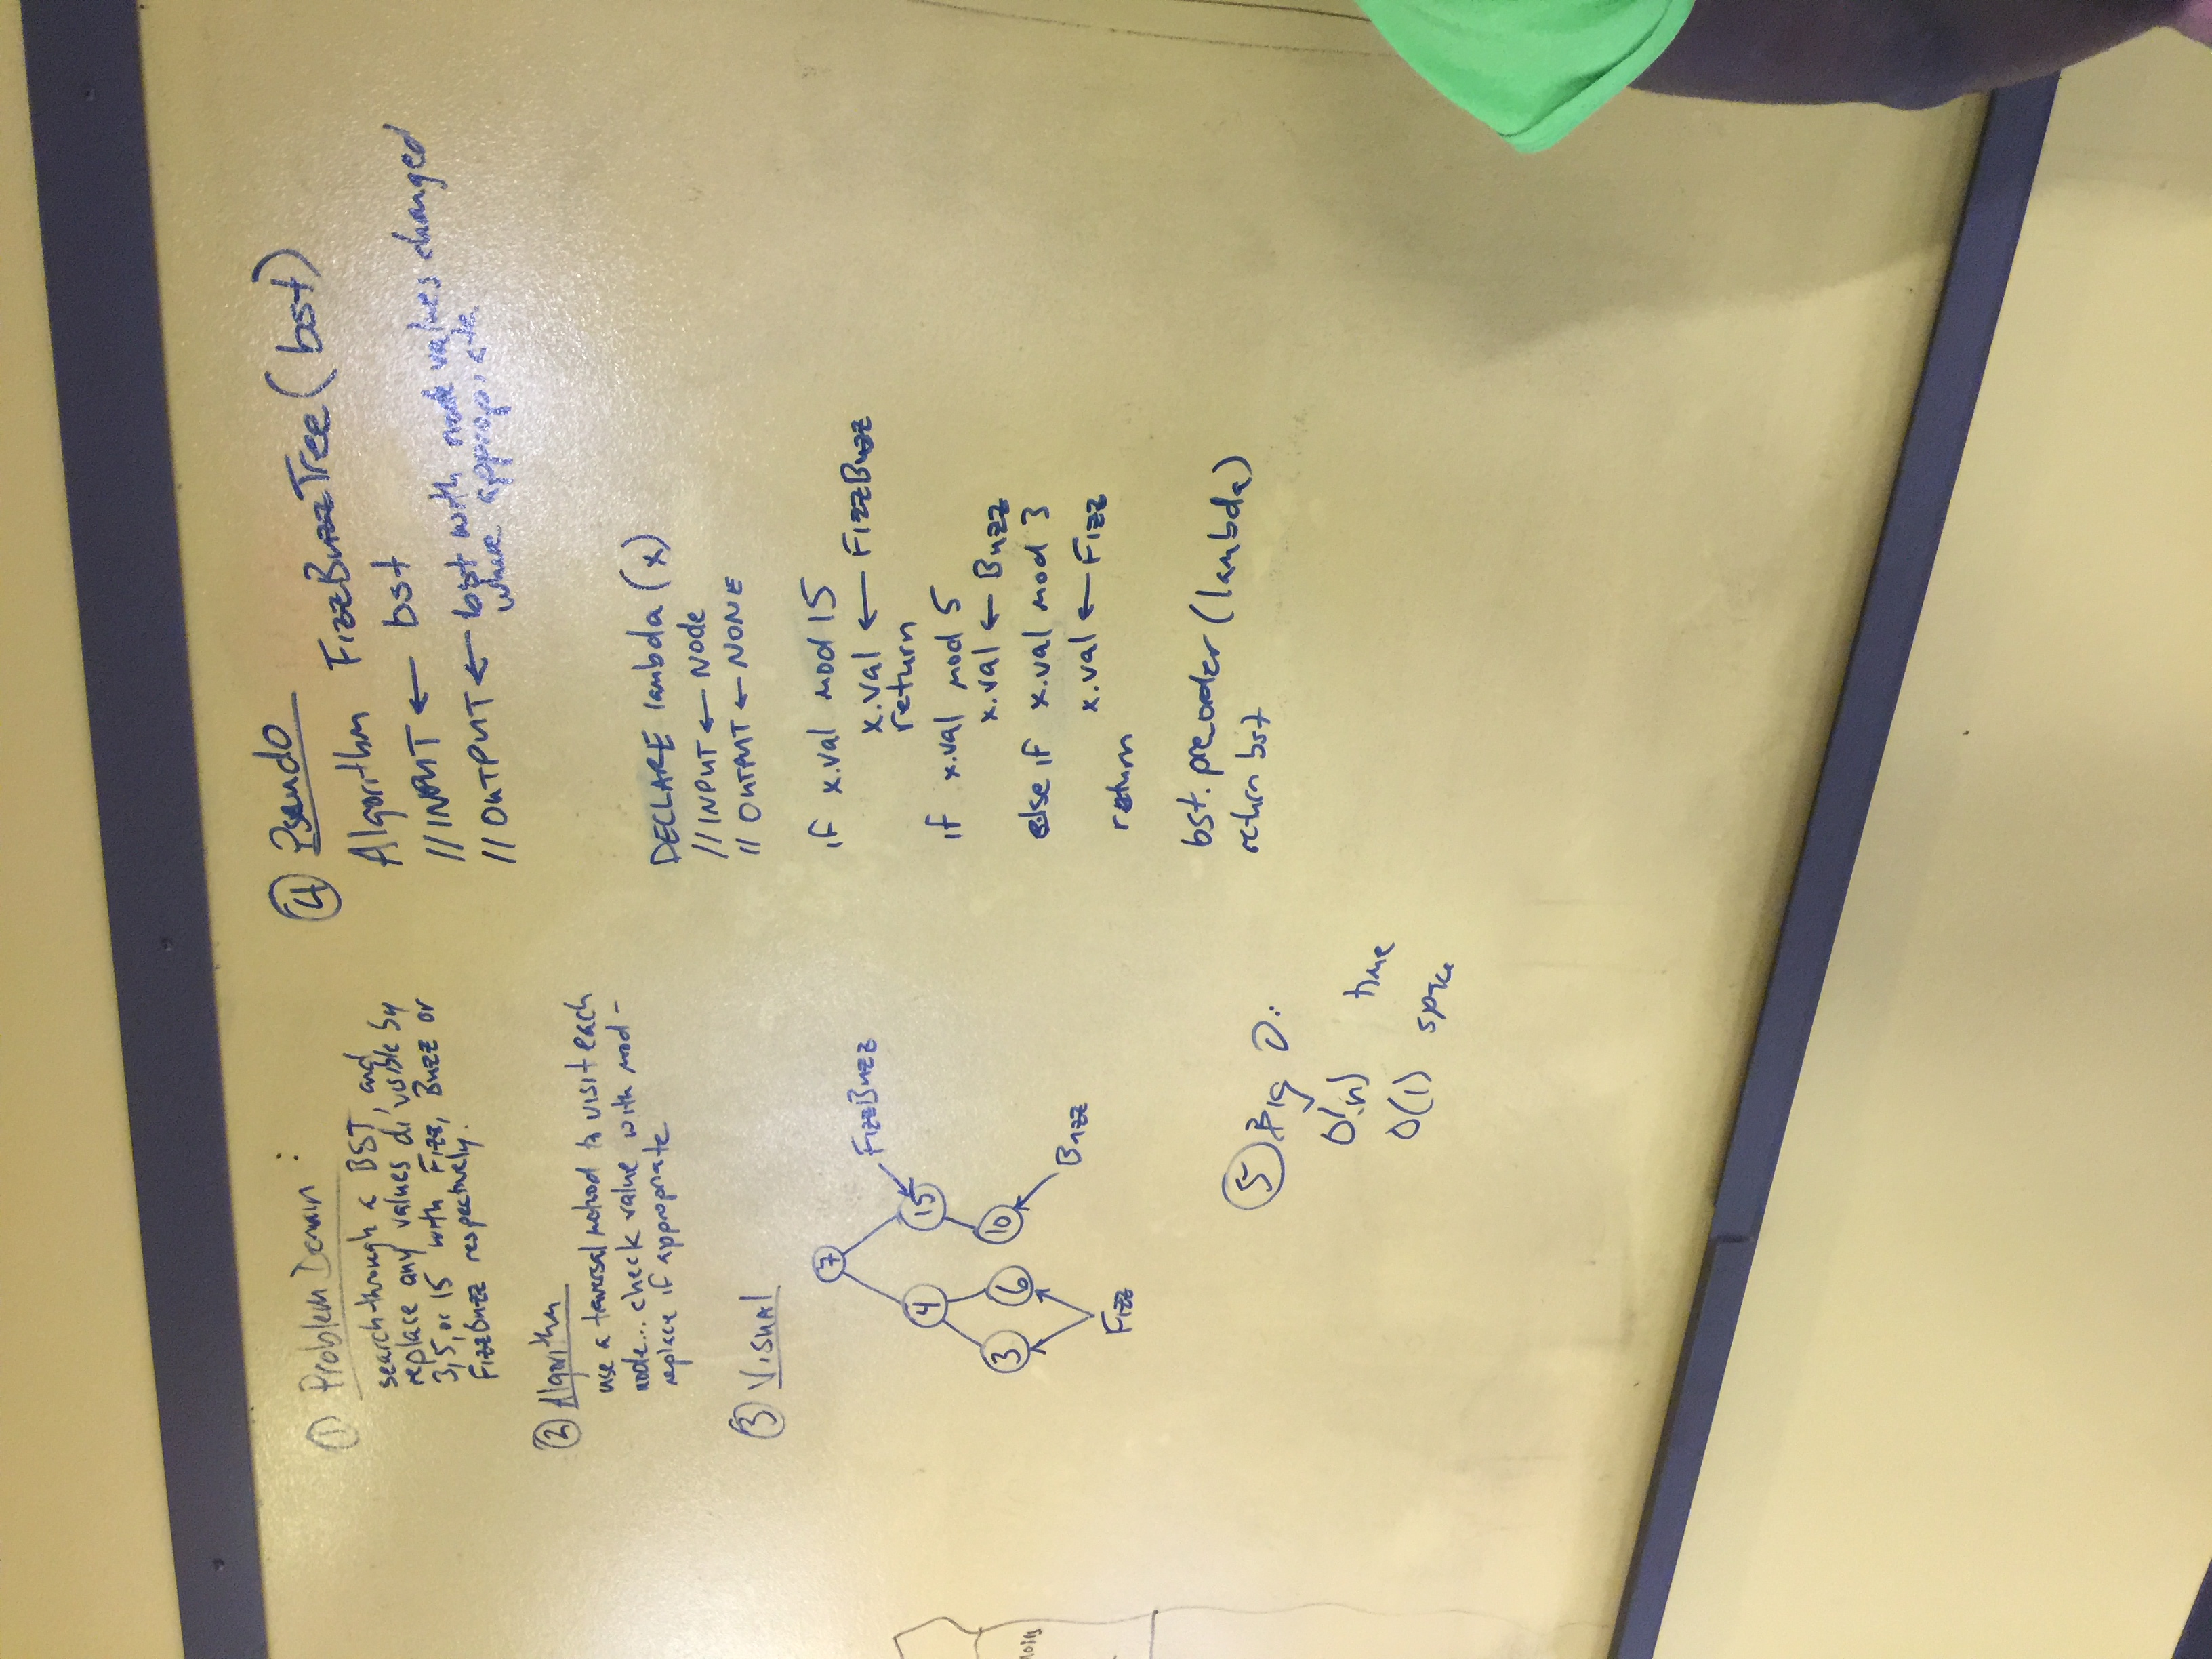 ① Problem Domain :
search through a BST, and
replace any values divisible by
3, 5, or 15 with Fizz, Buzz or
FizzBuzz respectively.
② Algorithm
use a traversal method to visit each
node... check value with mod -
replace if appropriate
③ Visual
7
FizzBuzz
4 15
3 6 10
Buzz
Fizz
④ Pseudo
Algorithm FizzBuzzTree(bst)
//INPUT ← bst
//OUTPUT ← bst with node values changed
where appropriate
DECLARE lambda (x)
//INPUT ← Node
//OUTPUT ← NONE
if x.val mod 15
x.val ← FizzBuzz
return
if x.val mod 5
x.val ← Buzz
else if x.val mod 3
x.val ← Fizz
return
bst.preorder(lambda)
return bst
⑤ Big O:
O(n) time
O(1) space